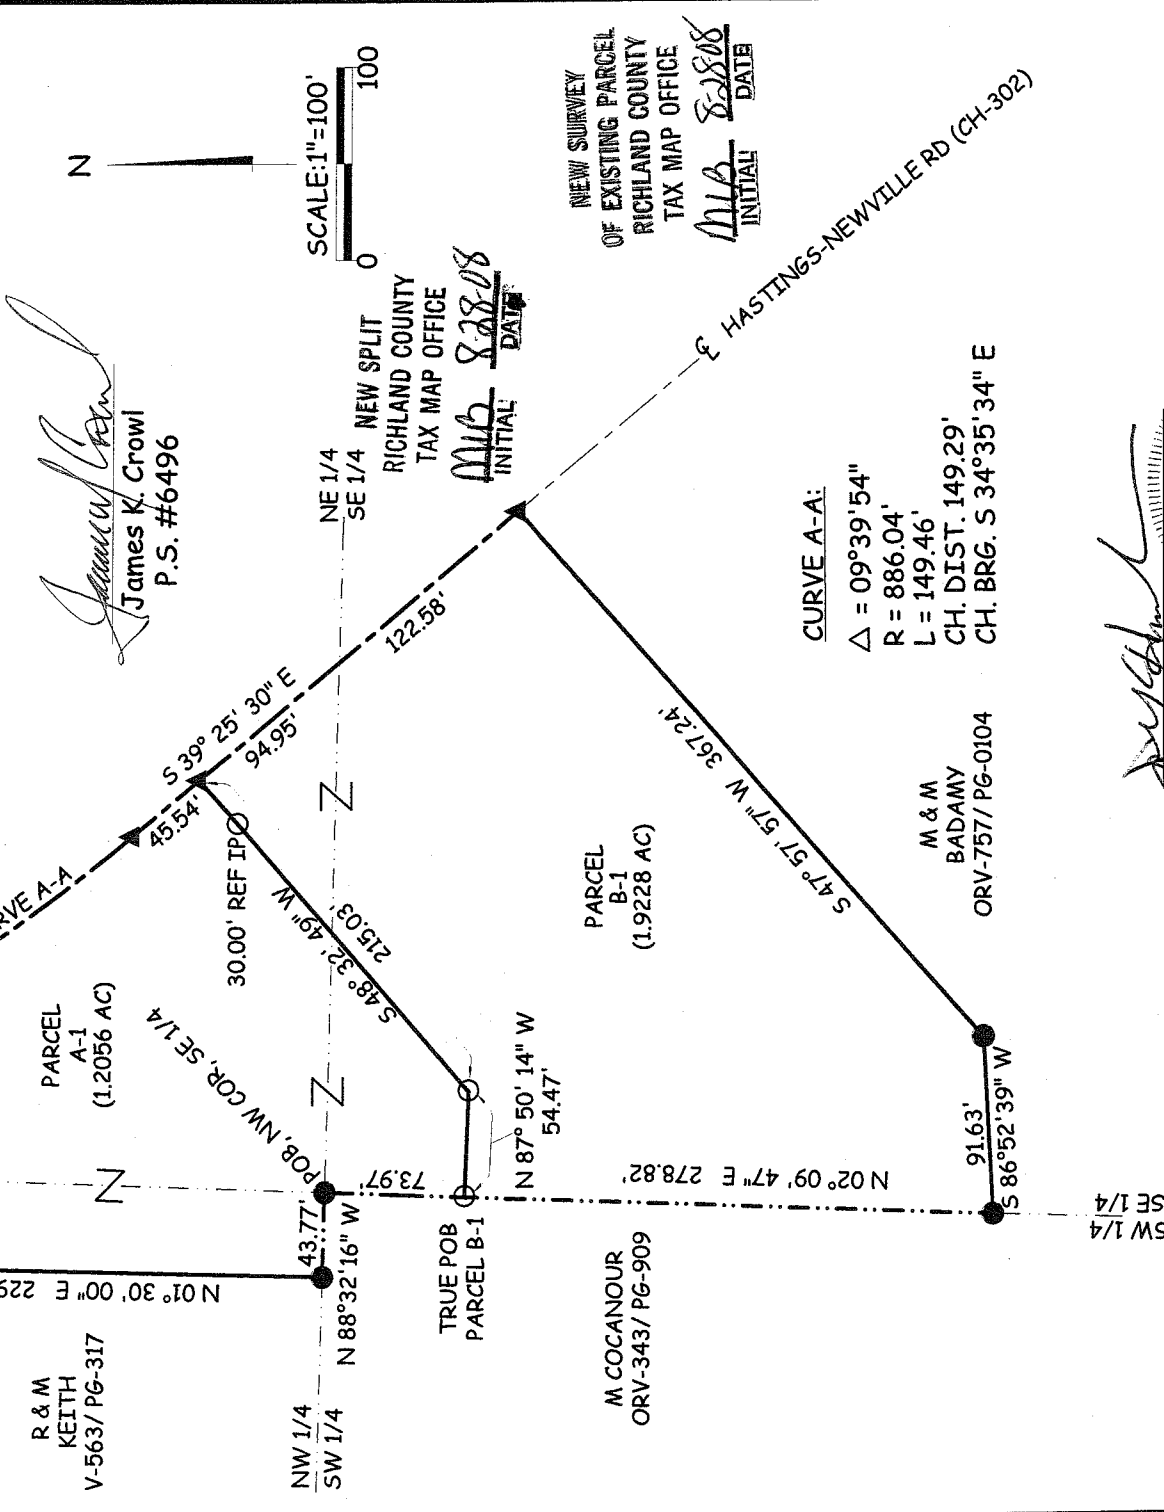 N
SCALE:1"=100'
0
100
James K. Crowl
P.S. #6496
NEW SPLIT
RICHLAND COUNTY
TAX MAP OFFICE
MLB 8-28-08
INITIAL DATE
NEW SURVEY
OF EXISTING PARCEL
RICHLAND COUNTY
TAX MAP OFFICE
MLB 8-28-08
INITIAL DATE
NE 1/4
SE 1/4
HASTINGS-NEWVILLE RD (CH-302)
RVE A-A
45.54'
S 39° 25' 30" E
94.95'
122.58'
30.00' REF IP
S 48° 32' 49" W
215.03'
PARCEL
A-1
(1.2056 AC)
POB, NW COR, SE 1/4
43.77'
N 88°32'16" W
N 01° 30' 00" E 229
R & M
KEITH
V-563/ PG-317
NW 1/4
SW 1/4
73.97'
TRUE POB
PARCEL B-1
N 87° 50' 14" W
54.47'
PARCEL
B-1
(1.9228 AC)
S 47° 57' 57" W 367.24'
N 02° 09' 47" E 278.82'
91.63'
S 86°52'39" W
M COCANOUR
ORV-343/ PG-909
M & M
BADAMY
ORV-757/ PG-0104
SW 1/4
SE 1/4
CURVE A-A:
Δ = 09°39'54"
R = 886.04'
L = 149.46'
CH. DIST. 149.29'
CH. BRG. S 34°35'34" E